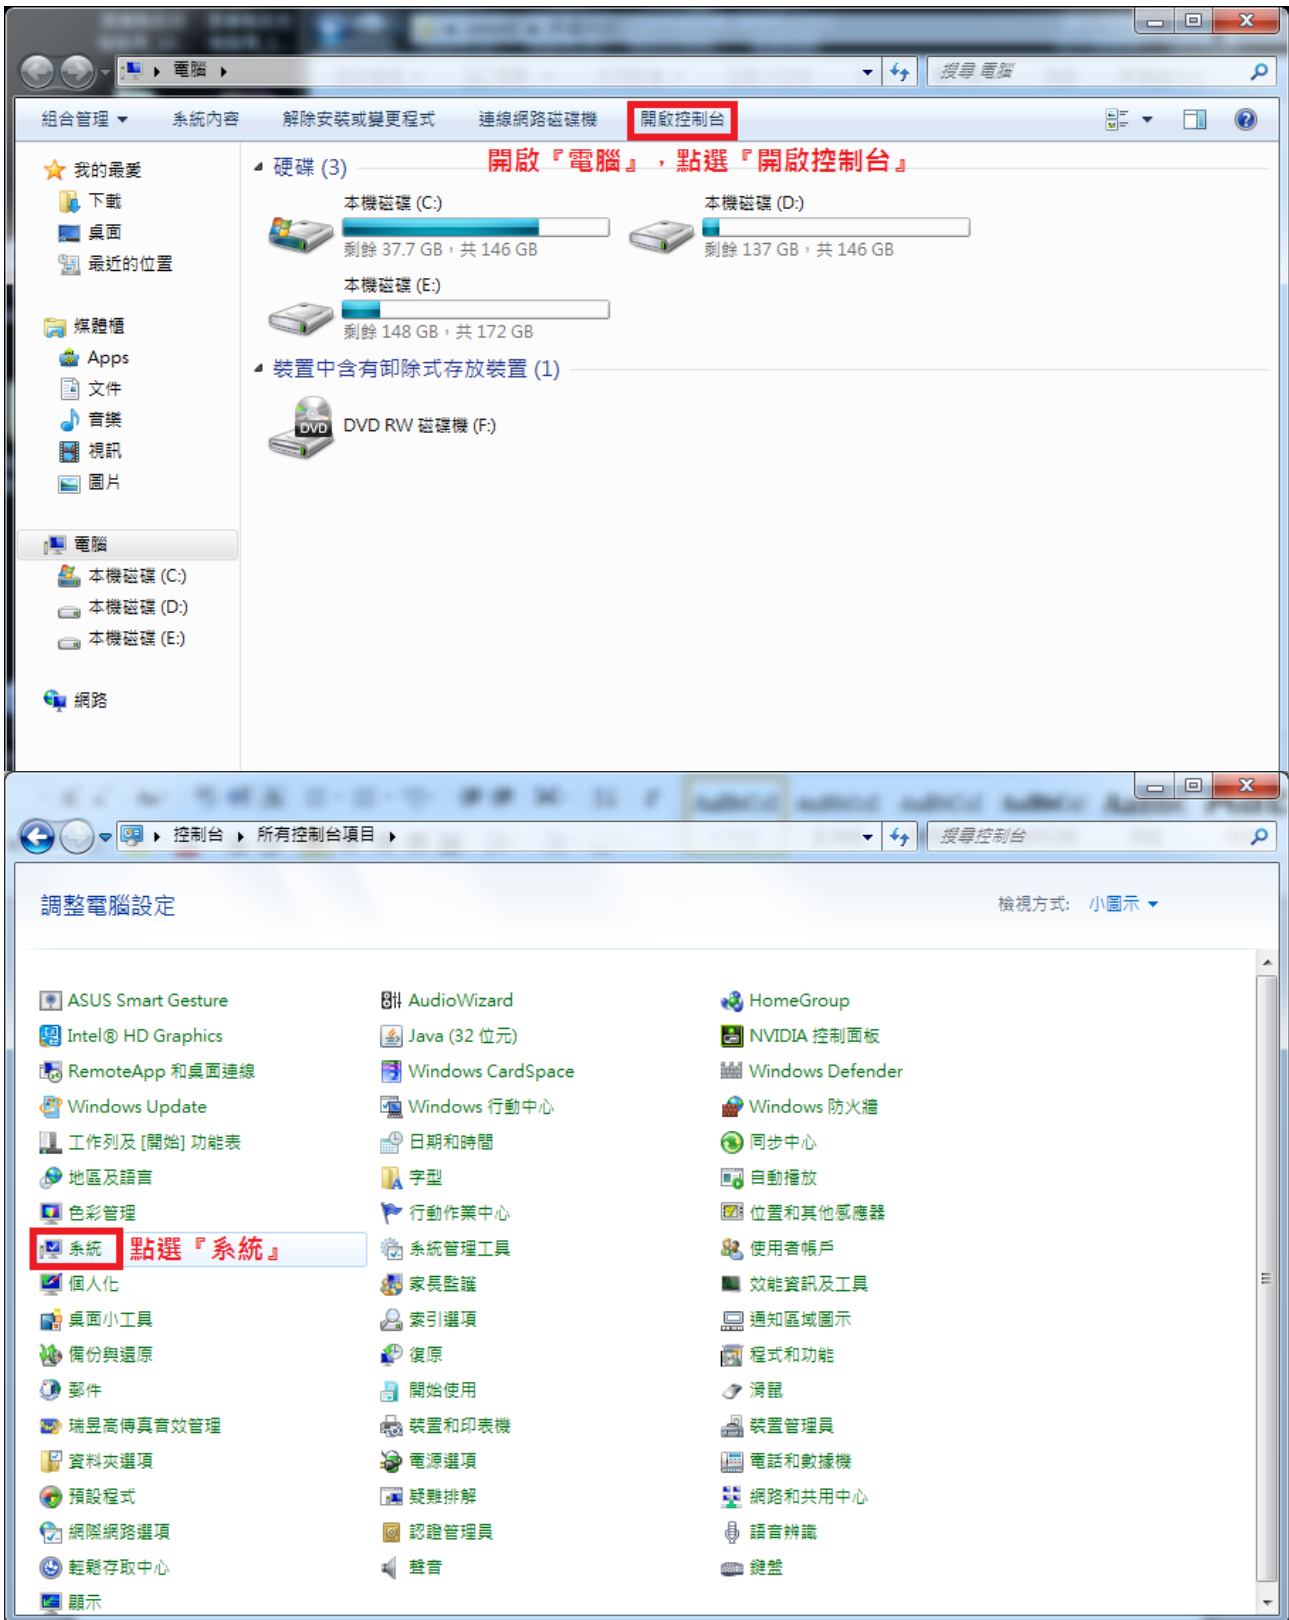 電腦
搜尋 電腦
組合管理 系統內容 解除安裝或變更程式 連線網路磁碟機 開啟控制台
開啟『電腦』，點選『開啟控制台』
我的最愛
下載
桌面
最近的位置
媒體櫃
Apps
文件
音樂
視訊
圖片
電腦
本機磁碟 (C:)
本機磁碟 (D:)
本機磁碟 (E:)
網路
硬碟 (3)
本機磁碟 (C:)
剩餘 37.7 GB，共 146 GB
本機磁碟 (D:)
剩餘 137 GB，共 146 GB
本機磁碟 (E:)
剩餘 148 GB，共 172 GB
裝置中含有卸除式存放裝置 (1)
DVD
DVD RW 磁碟機 (F:)
控制台 所有控制台項目
搜尋控制台
調整電腦設定
檢視方式: 小圖示
ASUS Smart Gesture AudioWizard HomeGroup
Intel® HD Graphics Java (32 位元) NVIDIA 控制面板
RemoteApp 和桌面連線 Windows CardSpace Windows Defender
Windows Update Windows 行動中心 Windows 防火牆
工作列及 [開始] 功能表 日期和時間 同步中心
地區及語言 字型 自動播放
色彩管理 行動作業中心 位置和其他感應器
系統 點選『系統』 系統管理工具 使用者帳戶
個人化 家長監護 效能資訊及工具
桌面小工具 索引選項 通知區域圖示
備份與還原 復原 程式和功能
郵件 開始使用 滑鼠
瑞昱高傳真音效管理 裝置和印表機 裝置管理員
資料夾選項 電源選項 電話和數據機
預設程式 疑難排解 網路和共用中心
網際網路選項 認證管理員 語音辨識
輕鬆存取中心 聲音 鍵盤
顯示